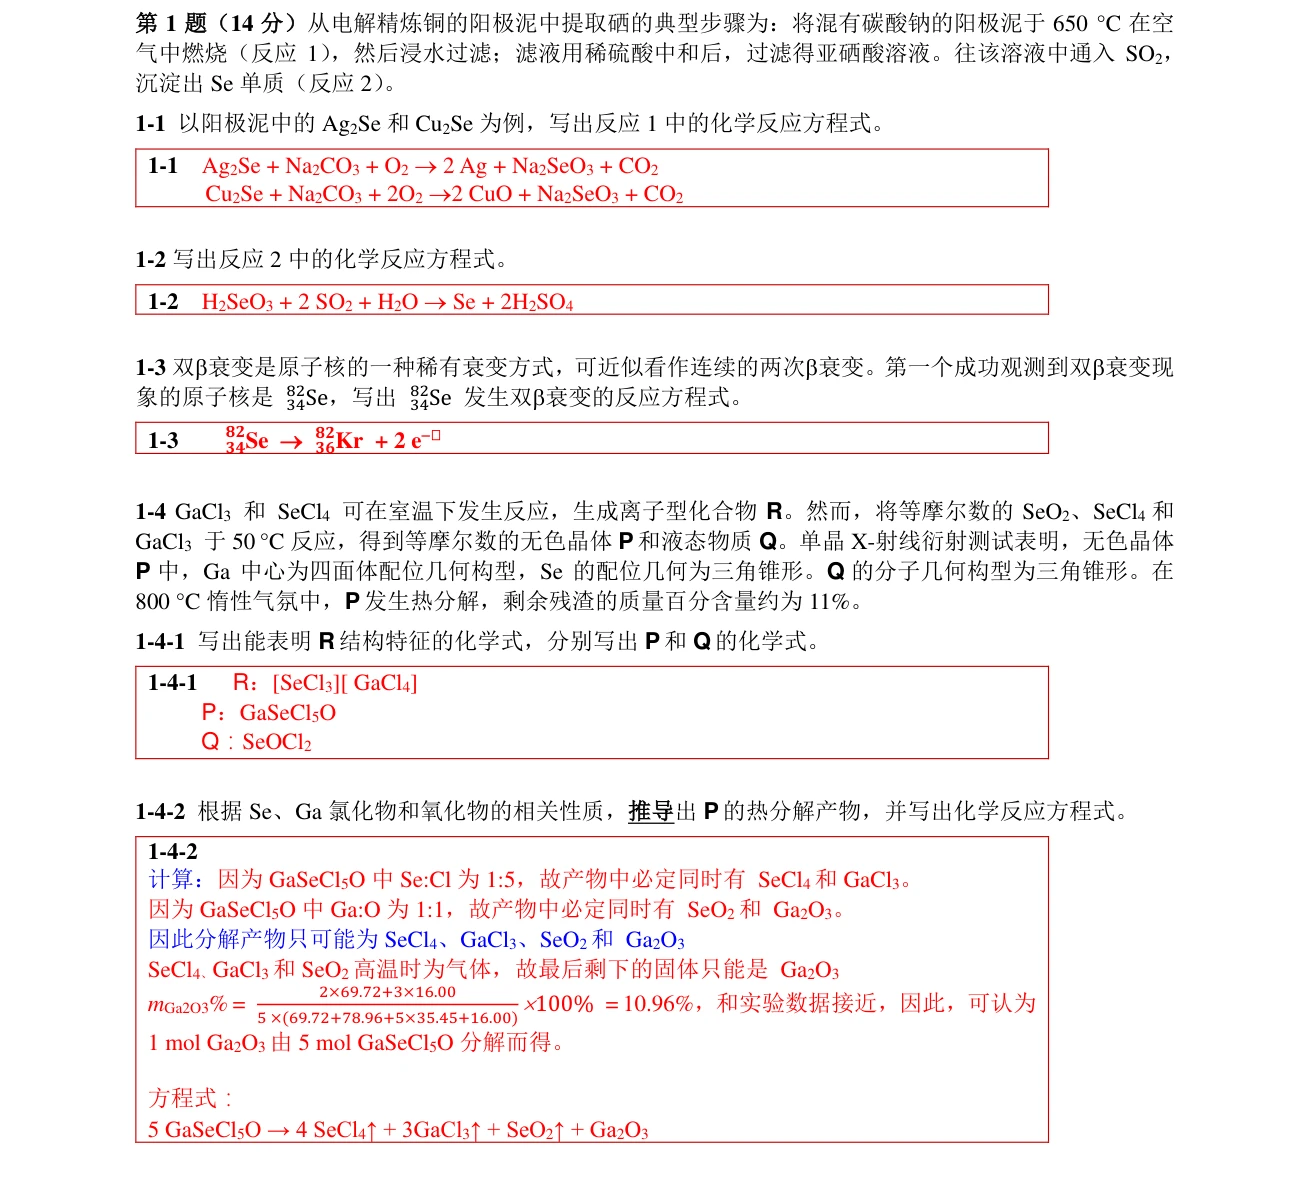 第 1 题（14 分）从电解精炼铜的阳极泥中提取硒的典型步骤为：将混有碳酸钠的阳极泥于 650 °C 在空
气中燃烧（反应 1），然后浸水过滤；滤液用稀硫酸中和后，过滤得亚硒酸溶液。往该溶液中通入 SO₂，
沉淀出 Se 单质（反应 2）。
1-1 以阳极泥中的 Ag₂Se 和 Cu₂Se 为例，写出反应 1 中的化学反应方程式。
1-1 Ag₂Se + Na₂CO₃ + O₂ → 2 Ag + Na₂SeO₃ + CO₂
Cu₂Se + Na₂CO₃ + 2O₂ →2 CuO + Na₂SeO₃ + CO₂
1-2 写出反应 2 中的化学反应方程式。
1-2 H₂SeO₃ + 2 SO₂ + H₂O → Se + 2H₂SO₄
1-3 双β衰变是原子核的一种稀有衰变方式，可近似看作连续的两次β衰变。第一个成功观测到双β衰变现
象的原子核是 ⁸²₃₄Se，写出 ⁸²₃₄Se 发生双β衰变的反应方程式。
1-3 ⁸²₃₄Se → ⁸²₃₆Kr + 2 e⁻□
1-4 GaCl₃ 和 SeCl₄ 可在室温下发生反应，生成离子型化合物 R。然而，将等摩尔数的 SeO₂、SeCl₄ 和
GaCl₃ 于 50 °C 反应，得到等摩尔数的无色晶体 P 和液态物质 Q。单晶 X-射线衍射测试表明，无色晶体
P 中，Ga 中心为四面体配位几何构型，Se 的配位几何为三角锥形。Q 的分子几何构型为三角锥形。在
800 °C 惰性气氛中，P 发生热分解，剩余残渣的质量百分含量约为 11%。
1-4-1 写出能表明 R 结构特征的化学式，分别写出 P 和 Q 的化学式。
1-4-1 R：[SeCl₃][ GaCl₄]
P：GaSeCl₅O
Q：SeOCl₂
1-4-2 根据 Se、Ga 氯化物和氧化物的相关性质，推导出 P 的热分解产物，并写出化学反应方程式。
1-4-2
计算：因为 GaSeCl₅O 中 Se:Cl 为 1:5，故产物中必定同时有 SeCl₄ 和 GaCl₃。
因为 GaSeCl₅O 中 Ga:O 为 1:1，故产物中必定同时有 SeO₂ 和 Ga₂O₃。
因此分解产物只可能为 SeCl₄、GaCl₃、SeO₂ 和 Ga₂O₃
SeCl₄、GaCl₃ 和 SeO₂ 高温时为气体，故最后剩下的固体只能是 Ga₂O₃
m_Ga2O3% = (2×69.72+3×16.00)/(5 ×(69.72+78.96+5×35.45+16.00)) ×100% = 10.96%，和实验数据接近，因此，可认为
1 mol Ga₂O₃ 由 5 mol GaSeCl₅O 分解而得。
方程式：
5 GaSeCl₅O → 4 SeCl₄↑ + 3GaCl₃↑ + SeO₂↑ + Ga₂O₃